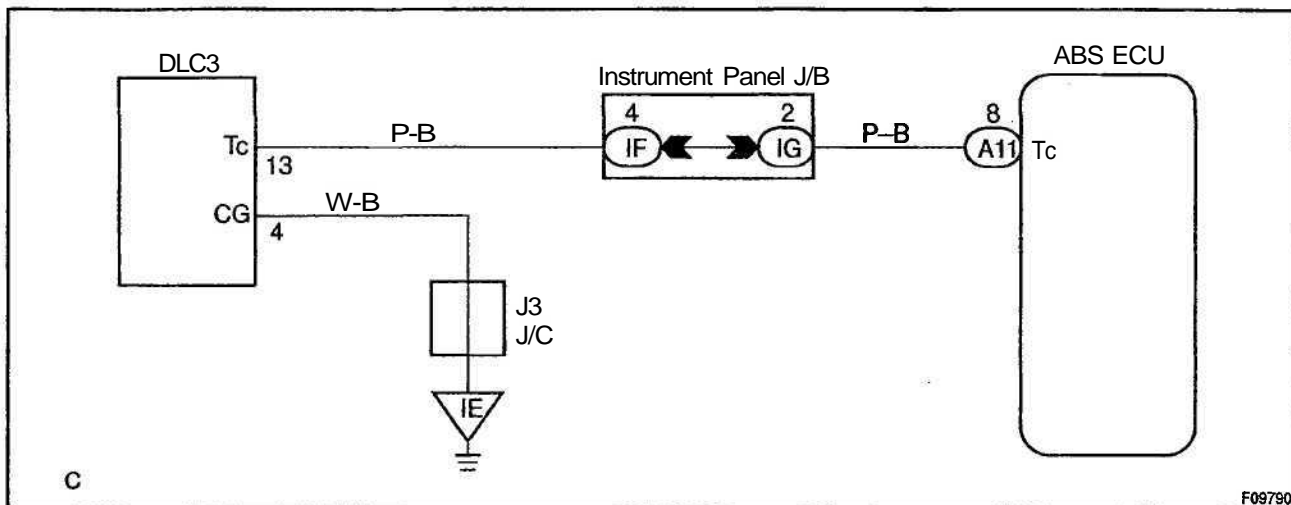 DLC3
Instrument Panel J/B
ABS ECU
4
2
8
Tc
P-B
IF
IG
P-B
A11
Tc
13
CG
W-B
4
J3
J/C
IE
C
F09790